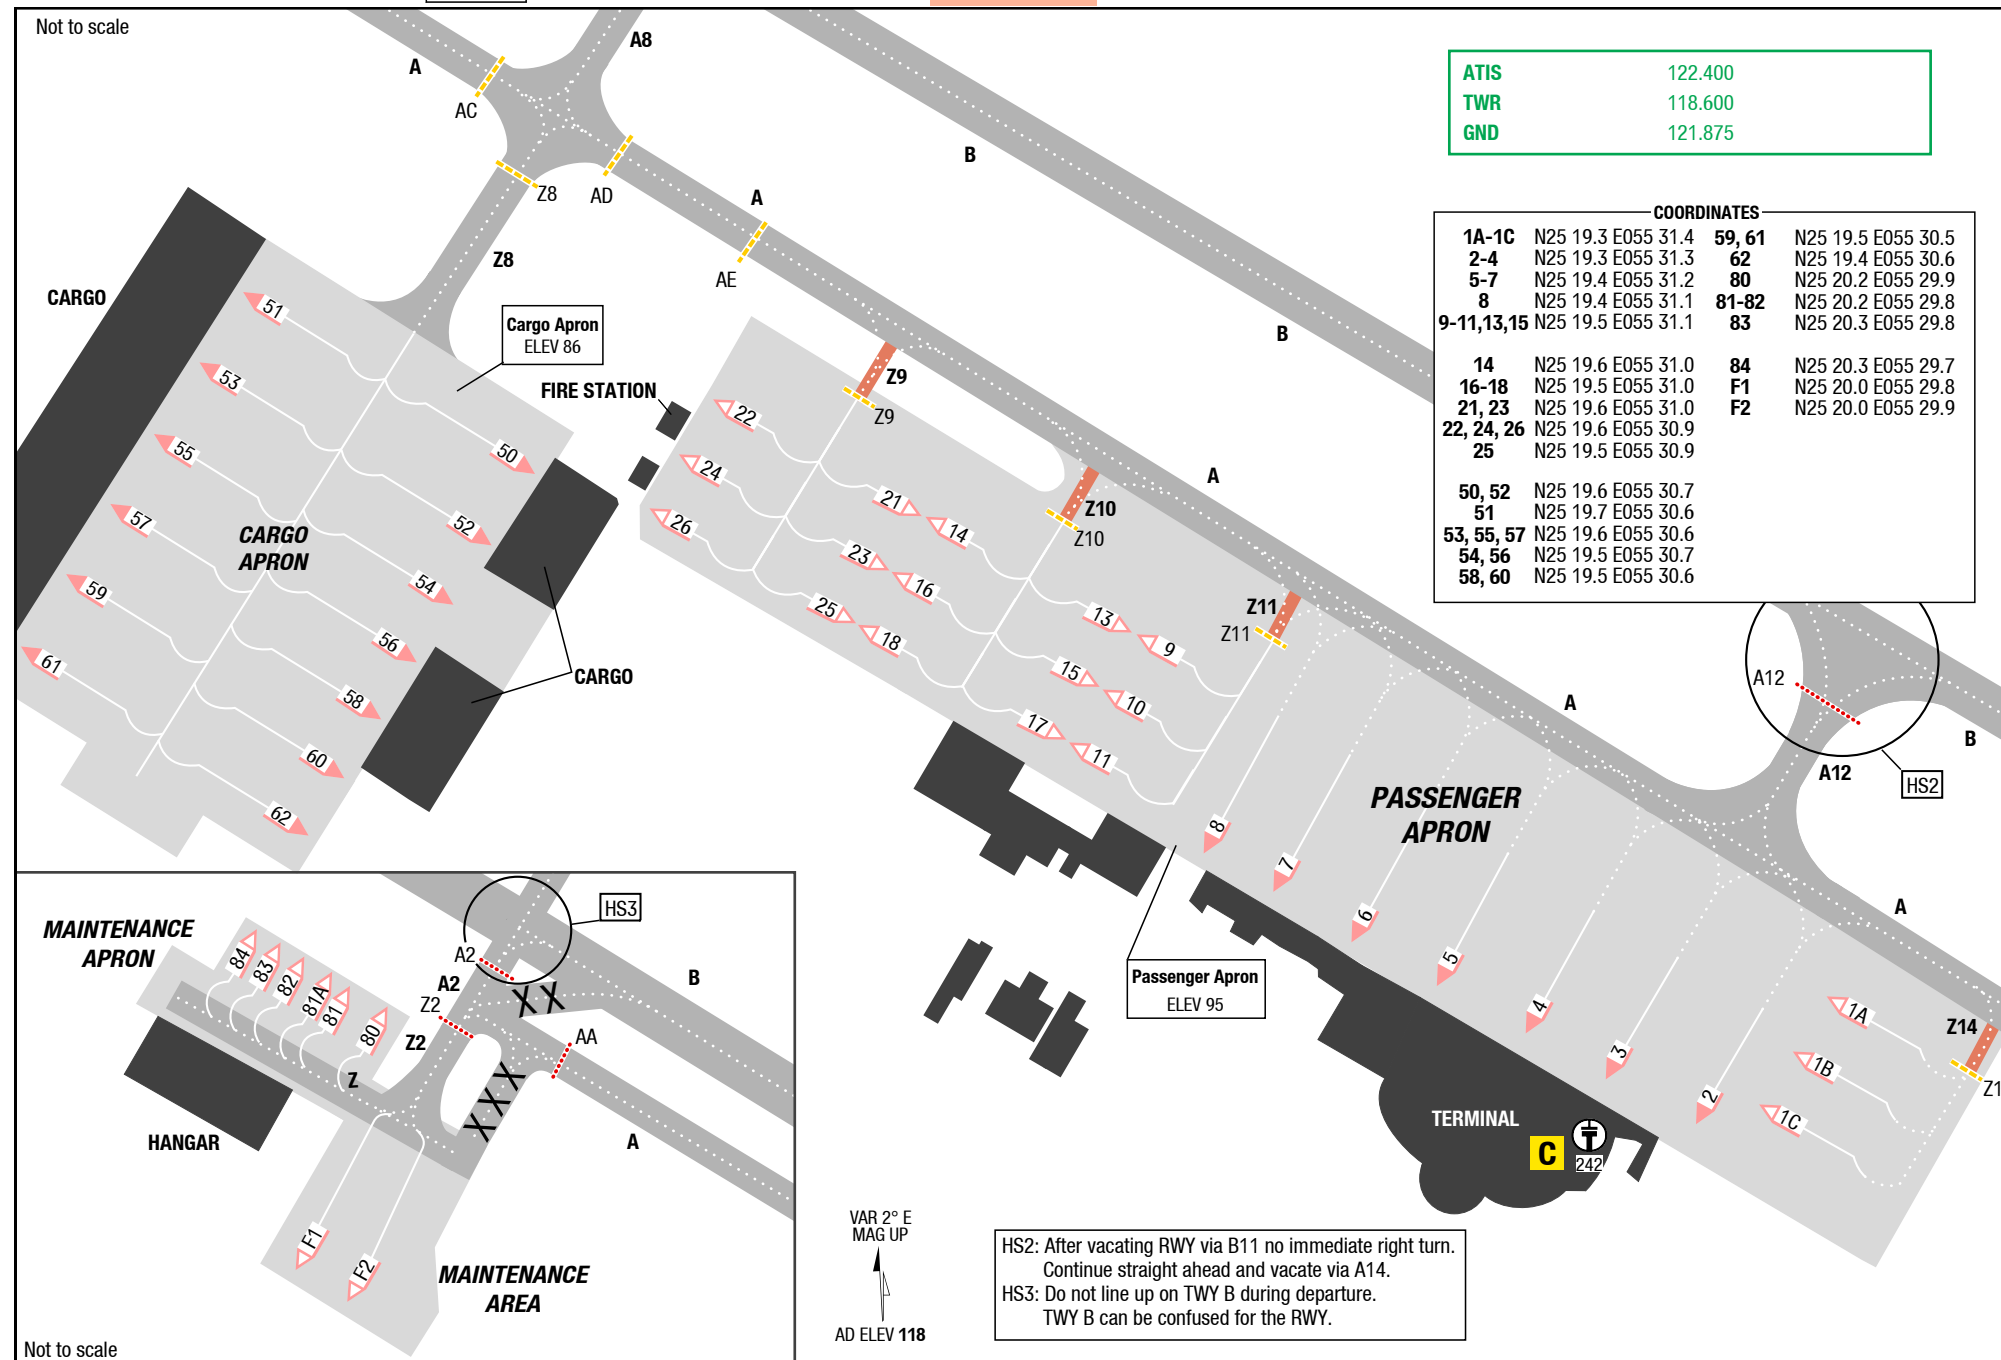 Not to scale
A
A8
AC
Z8
AD
A
AE
Z8
B
B
ATIS 122.400
TWR 118.600
GND 121.875
COORDINATES
1A-1C N25 19.3 E055 31.4 59, 61 N25 19.5 E055 30.5
2-4 N25 19.3 E055 31.3 62 N25 19.4 E055 30.6
5-7 N25 19.4 E055 31.2 80 N25 20.2 E055 29.9
8 N25 19.4 E055 31.1 81-82 N25 20.2 E055 29.8
9-11,13,15 N25 19.5 E055 31.1 83 N25 20.3 E055 29.8
14 N25 19.6 E055 31.0 84 N25 20.3 E055 29.7
16-18 N25 19.5 E055 31.0 F1 N25 20.0 E055 29.8
21, 23 N25 19.6 E055 31.0 F2 N25 20.0 E055 29.9
22, 24, 26 N25 19.6 E055 30.9
25 N25 19.5 E055 30.9
50, 52 N25 19.6 E055 30.7
51 N25 19.7 E055 30.6
53, 55, 57 N25 19.6 E055 30.6
54, 56 N25 19.5 E055 30.7
58, 60 N25 19.5 E055 30.6
CARGO
51
53
55
57
59
61
50
52
54
56
58
60
62
CARGO
APRON
Cargo Apron
ELEV 86
CARGO
FIRE STATION
Z9
Z9
22
24
26
21
14
23
16
25
18
Z10
Z10
A
13
9
15
10
17
11
Z11
Z11
8
7
6
5
4
3
2
1A
1B
1C
A
A
PASSENGER
APRON
A12
A12
B
HS2
Z14
Z1
Passenger Apron
ELEV 95
TERMINAL
C
242
MAINTENANCE
APRON
84
83
82
81A
81
80
HS3
A2
A2
Z2
Z2
AA
B
A
Z
HANGAR
F1
F2
MAINTENANCE
AREA
Not to scale
VAR 2° E
MAG UP
AD ELEV 118
HS2: After vacating RWY via B11 no immediate right turn.
Continue straight ahead and vacate via A14.
HS3: Do not line up on TWY B during departure.
TWY B can be confused for the RWY.